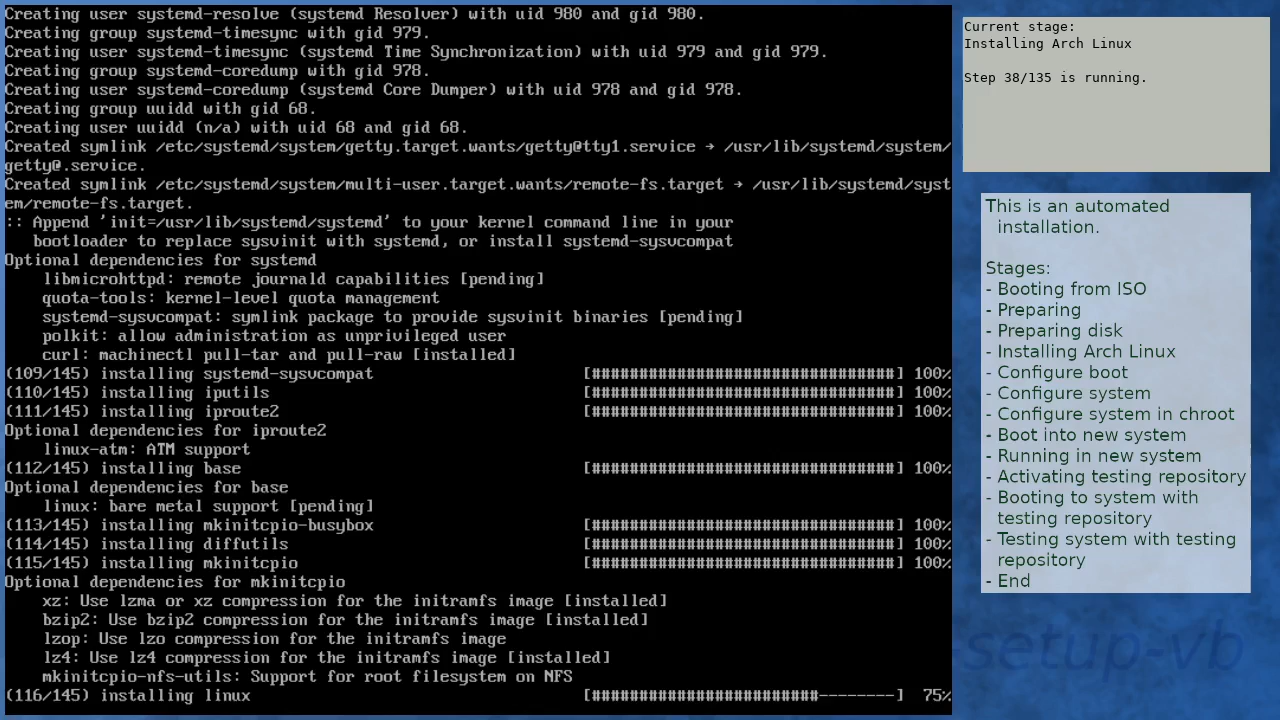 Creating user systemd-resolve (systemd Resolver) with uid 980 and gid 980.
Creating group systemd-timesync with gid 979.
Creating user systemd-timesync (systemd Time Synchronization) with uid 979 and gid 979.
Creating group systemd-coredump with gid 978.
Creating user systemd-coredump (systemd Core Dumper) with uid 978 and gid 978.
Creating group uuidd with gid 68.
Creating user uuidd (n/a) with uid 68 and gid 68.
Created symlink /etc/systemd/system/getty.target.wants/getty@tty1.service → /usr/lib/systemd/system/
getty@.service.
Created symlink /etc/systemd/system/multi-user.target.wants/remote-fs.target → /usr/lib/systemd/syst
em/remote-fs.target.
:: Append 'init=/usr/lib/systemd/systemd' to your kernel command line in your
   bootloader to replace sysvinit with systemd, or install systemd-sysvcompat
Optional dependencies for systemd
    libmicrohttpd: remote journald capabilities [pending]
    quota-tools: kernel-level quota management
    systemd-sysvcompat: symlink package to provide sysvinit binaries [pending]
    polkit: allow administration as unprivileged user
    curl: machinectl pull-tar and pull-raw [installed]
(109/145) installing systemd-sysvcompat [################################] 100%
(110/145) installing iputils [################################] 100%
(111/145) installing iproute2 [################################] 100%
Optional dependencies for iproute2
    linux-atm: ATM support
(112/145) installing base [################################] 100%
Optional dependencies for base
    linux: bare metal support [pending]
(113/145) installing mkinitcpio-busybox [################################] 100%
(114/145) installing diffutils [################################] 100%
(115/145) installing mkinitcpio [################################] 100%
Optional dependencies for mkinitcpio
    xz: Use lzma or xz compression for the initramfs image [installed]
    bzip2: Use bzip2 compression for the initramfs image [installed]
    lzop: Use lzo compression for the initramfs image
    lz4: Use lz4 compression for the initramfs image [installed]
    mkinitcpio-nfs-utils: Support for root filesystem on NFS
(116/145) installing linux [########################--------] 75%
Current stage:
Installing Arch Linux
Step 38/135 is running.
This is an automated
installation.
Stages:
- Booting from ISO
- Preparing
- Preparing disk
- Installing Arch Linux
- Configure boot
- Configure system
- Configure system in chroot
- Boot into new system
- Running in new system
- Activating testing repository
- Booting to system with
testing repository
- Testing system with testing
repository
- End
setup-vb